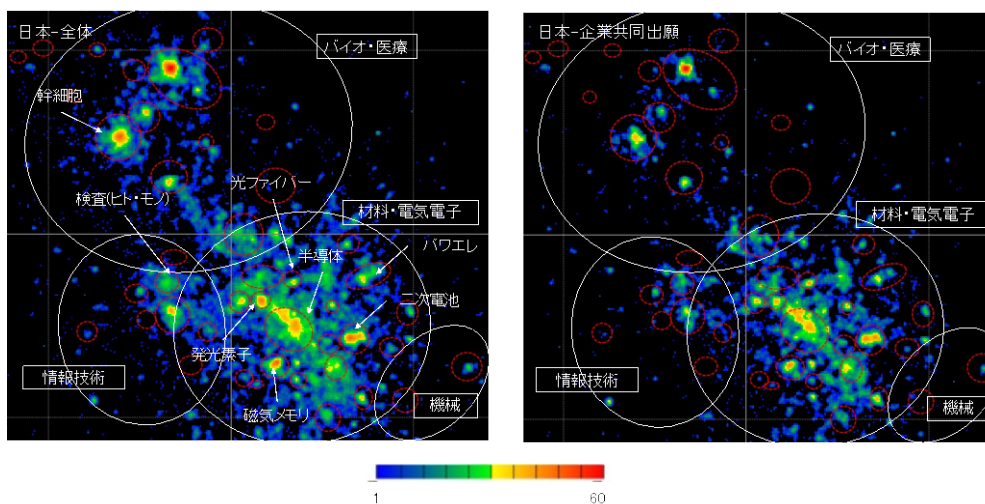 日本-全体
バイオ・医療
幹細胞
検査(ヒト・モノ)
光ファイバー
材料・電気電子
パワエレ
半導体
二次電池
発光素子
情報技術
磁気メモリ
機械
日本-企業共同出願
バイオ・医療
材料・電気電子
情報技術
機械
1
60